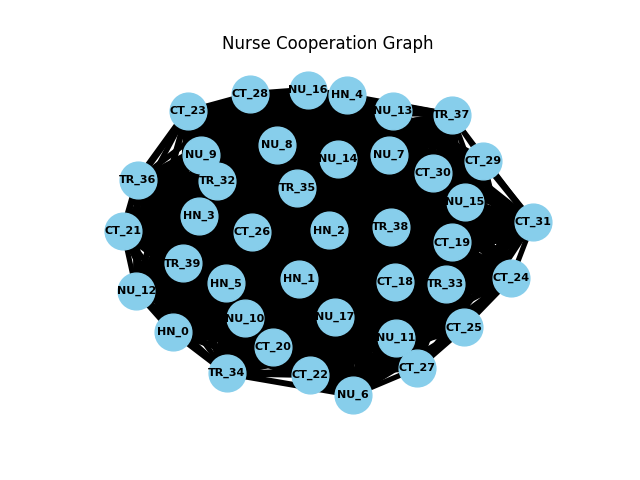 Nurse Cooperation Graph
NU_16
CT_28
HN_4
CT_23
NU_13
TR_37
NU_8
NU_9
NU_7
NU_14
CT_29
CT_30
TR_36
TR_32
TR_35
NU_15
HN_3
CT_31
TR_38
HN_2
CT_21
CT_26
CT_19
TR_39
CT_24
HN_1
CT_18
HN_5
TR_33
NU_12
NU_17
NU_10
CT_25
HN_0
NU_11
CT_20
CT_27
TR_34
CT_22
NU_6